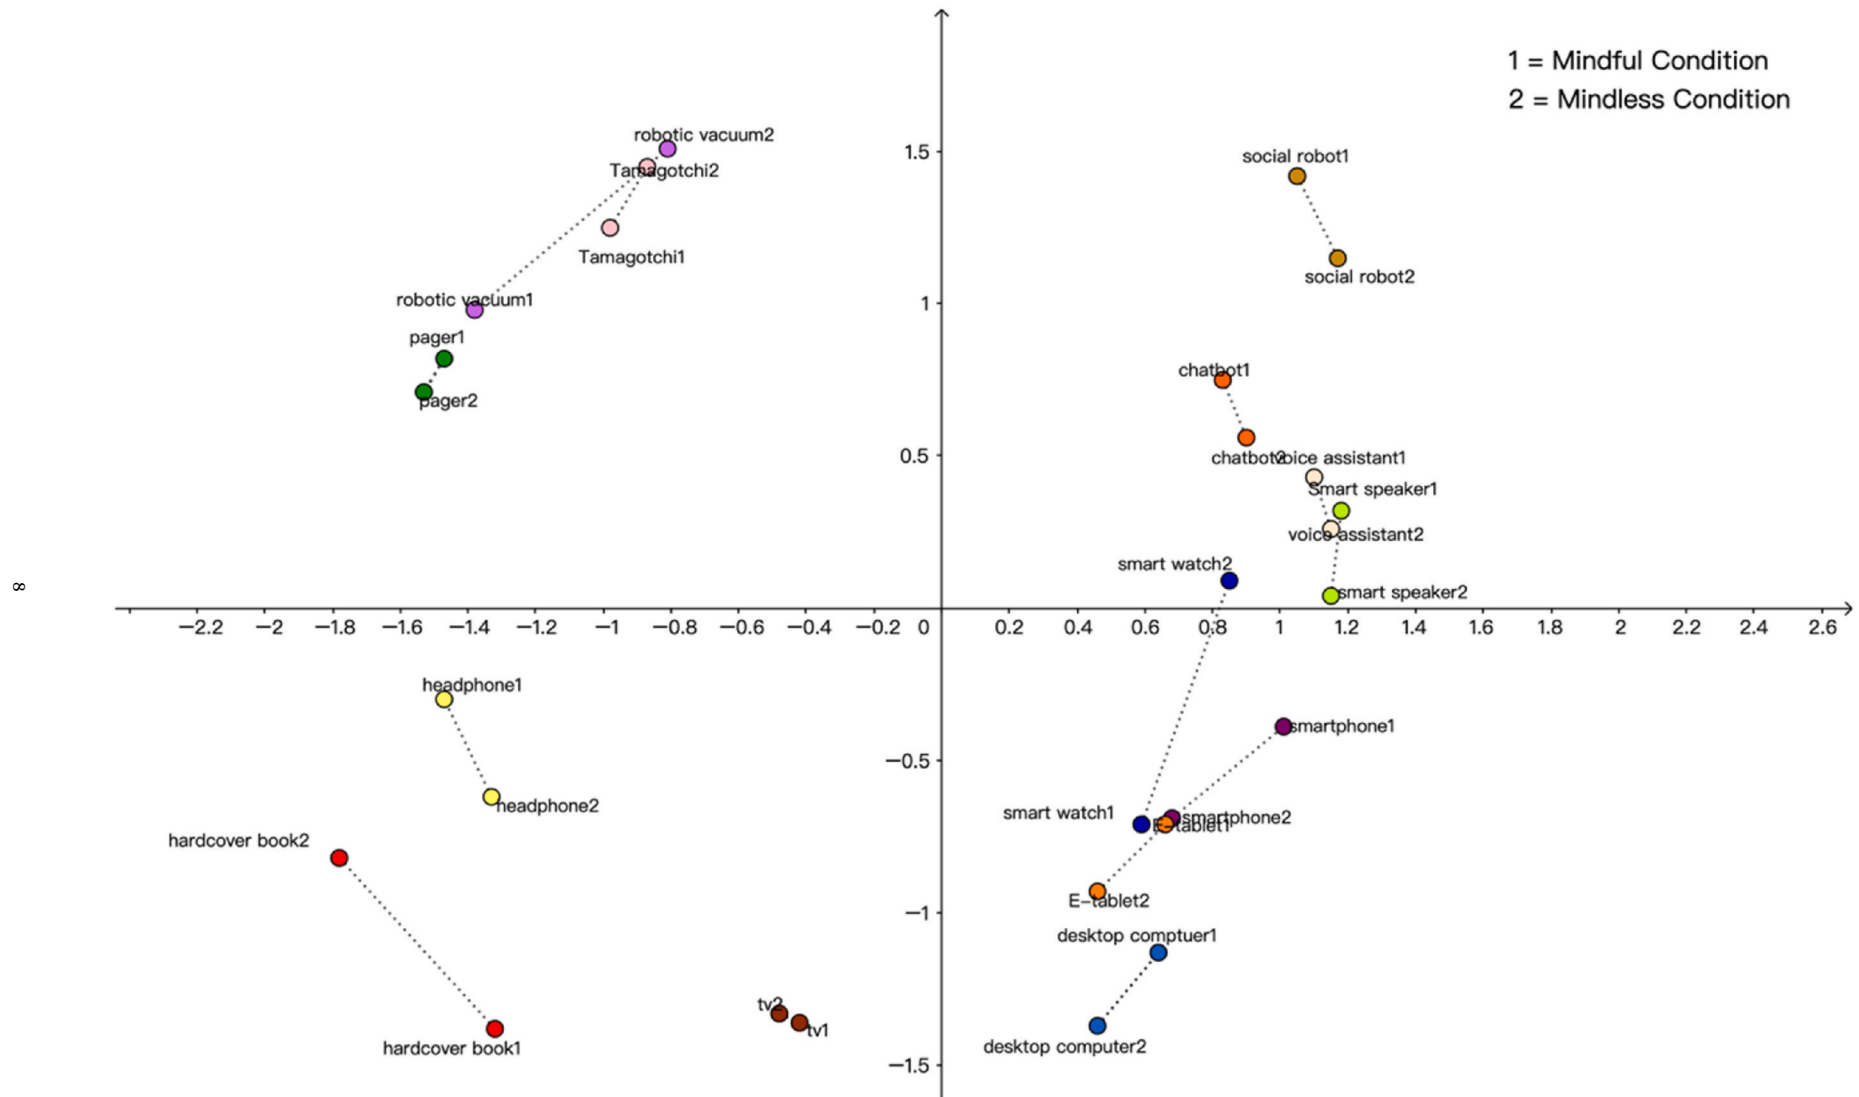 1 = Mindful Condition
2 = Mindless Condition
robotic vacuum2
Tamagotchi2
Tamagotchi1
robotic vacuum1
pager1
pager2
1.5
social robot1
social robot2
1
chatbot1
0.5
chatbot2
voice assistant1
Smart speaker1
voice assistant2
smart watch2
smart speaker2
8
−2.2 −2 −1.8 −1.6 −1.4 −1.2 −1 −0.8 −0.6 −0.4 −0.2 0 0.2 0.4 0.6 0.8 1 1.2 1.4 1.6 1.8 2 2.2 2.4 2.6
headphone1
smartphone1
−0.5
headphone2
smart watch1
smartphone2
E−tablet1
hardcover book2
E−tablet2
−1
desktop comptuer1
tv2
tv1
hardcover book1
desktop computer2
−1.5